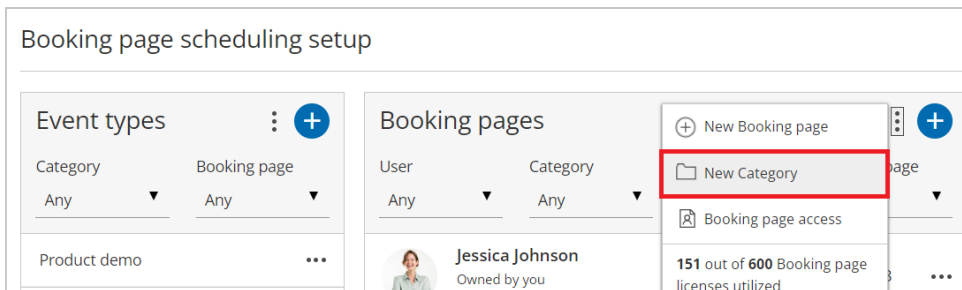 Booking page scheduling setup
Event types
Category Booking page
Any Any
Product demo
Booking pages
User Category page
Any Any
Jessica Johnson
Owned by you
New Booking page
New Category
Booking page access
151 out of 600 Booking page
licenses utilized